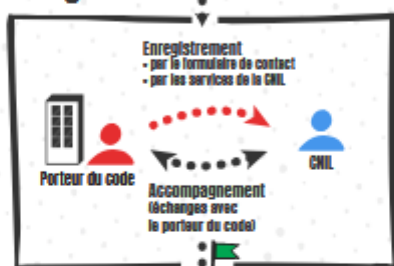 Enregistrement
- par le formulaire de contact
- par les services de la CNIL
Porteur du code
CNIL
Accompagnement
(échanges avec
le porteur du code)